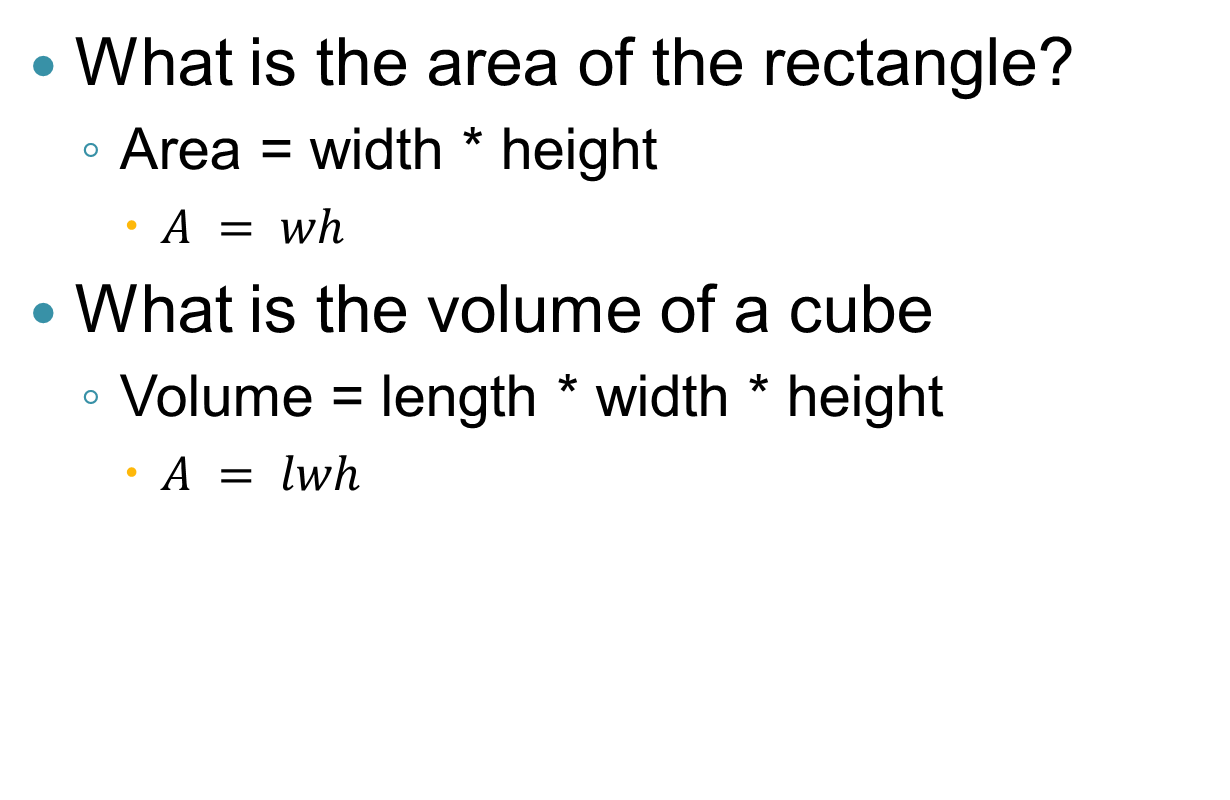 • What is the area of the rectangle?
◦ Area = width * height
• A = wh
• What is the volume of a cube
◦ Volume = length * width * height
• A = lwh